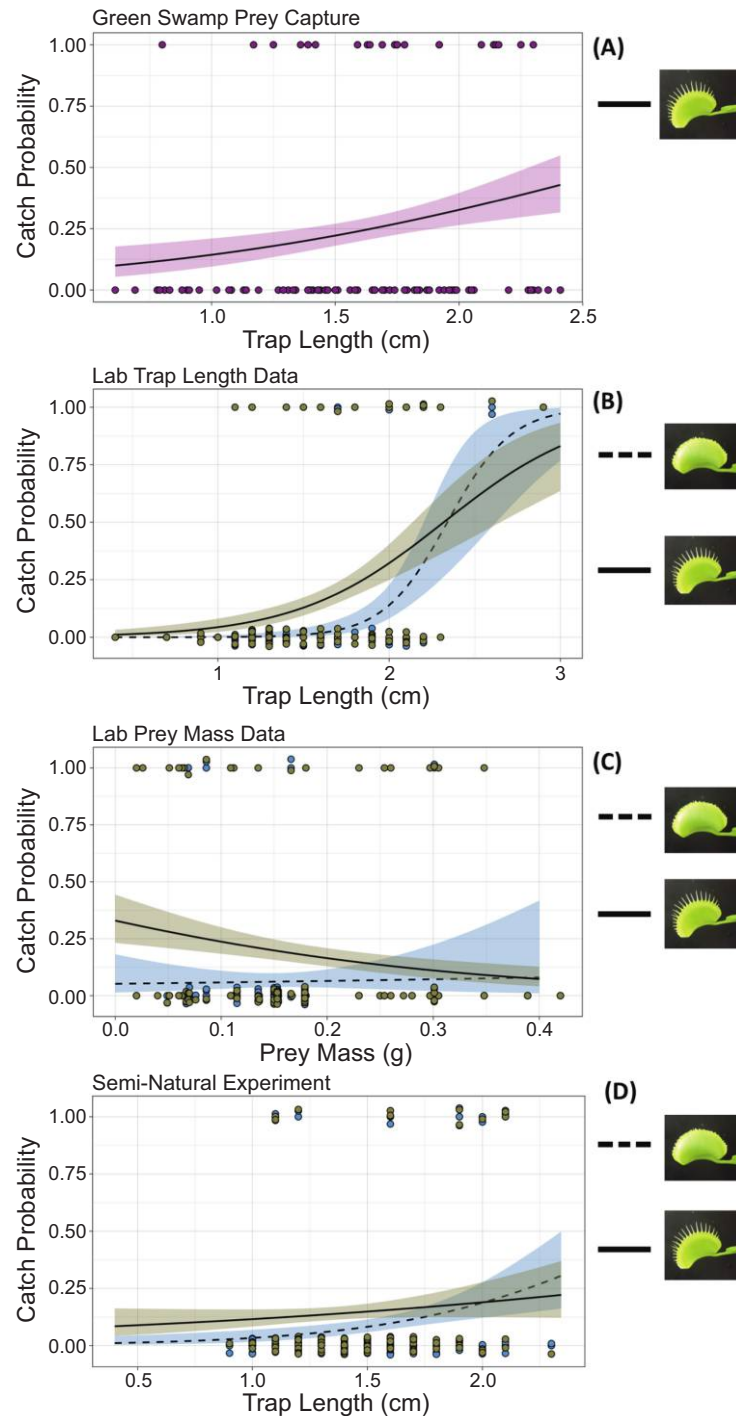 Green Swamp Prey Capture
(A)
Catch Probability
1.00
0.75
0.50
0.25
0.00
1.0 1.5 2.0 2.5
Trap Length (cm)
Lab Trap Length Data
(B)
Catch Probability
1.00
0.75
0.50
0.25
0.00
1 2 3
Trap Length (cm)
Lab Prey Mass Data
(C)
Catch Probability
1.00
0.75
0.50
0.25
0.00
0.0 0.1 0.2 0.3 0.4
Prey Mass (g)
Semi-Natural Experiment
(D)
Catch Probability
1.00
0.75
0.50
0.25
0.00
0.5 1.0 1.5 2.0
Trap Length (cm)